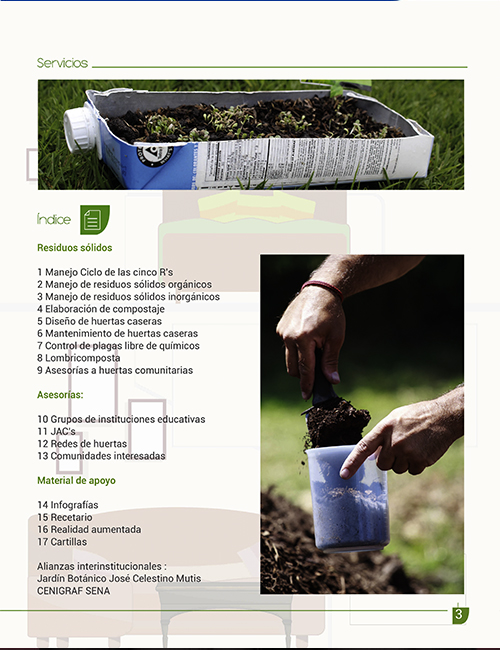 Servicios
Índice
Residuos sólidos
1 Manejo Ciclo de las cinco R's
2 Manejo de residuos sólidos orgánicos
3 Manejo de residuos sólidos inorgánicos
4 Elaboración de compostaje
5 Diseño de huertas caseras
6 Mantenimiento de huertas caseras
7 Control de plagas libre de químicos
8 Lombricomposta
9 Asesorías a huertas comunitarias
Asesorías:
10 Grupos de instituciones educativas
11 JAC's
12 Redes de huertas
13 Comunidades interesadas
Material de apoyo
14 Infografías
15 Recetario
16 Realidad aumentada
17 Cartillas
Alianzas interinstitucionales :
Jardín Botánico José Celestino Mutis
CENIGRAF SENA
3